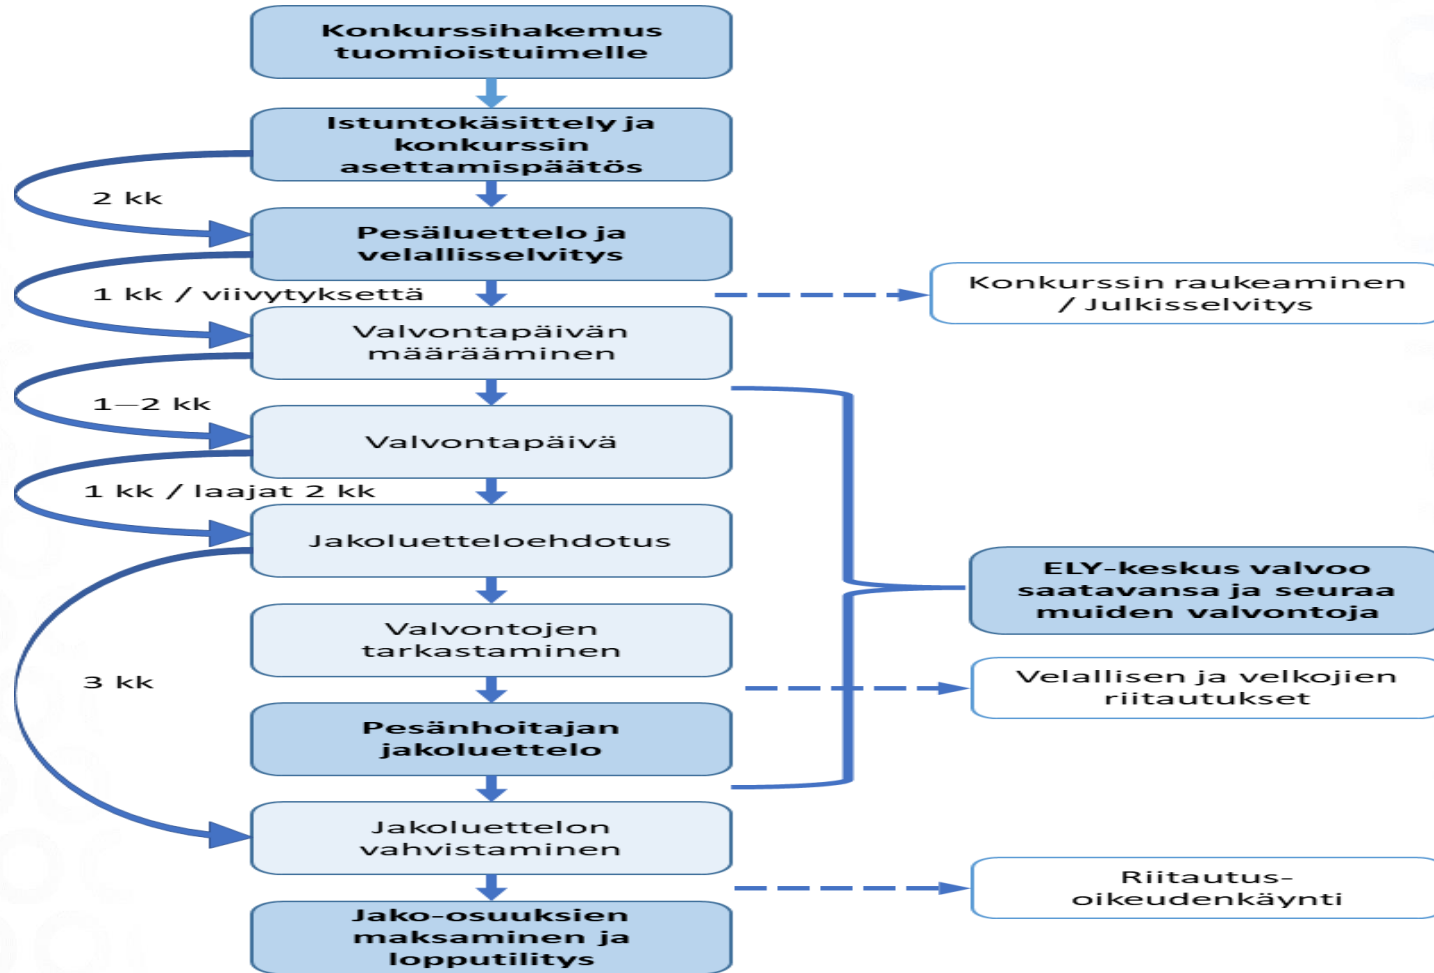 Konkurssihakemus
tuomioistuimelle
Istuntokäsittely ja
konkurssin
asettamispäätös
2 kk
Pesäluettelo ja
velallisselvitys
1 kk / viivytyksettä
Konkurssin raukeaminen
/ Julkisselvitys
Valvontapäivän
määrääminen
1–2 kk
Valvontapäivä
1 kk / laajat 2 kk
Jakoluetteloehdotus
ELY-keskus valvoo
saatavansa ja seuraa
muiden valvontoja
Valvontojen
tarkastaminen
3 kk
Velallisen ja velkojien
riitautukset
Pesänhoitajan
jakoluettelo
Jakoluettelon
vahvistaminen
Riitautus-
oikeudenkäynti
Jako-osuuksien
maksaminen ja
lopputilitys